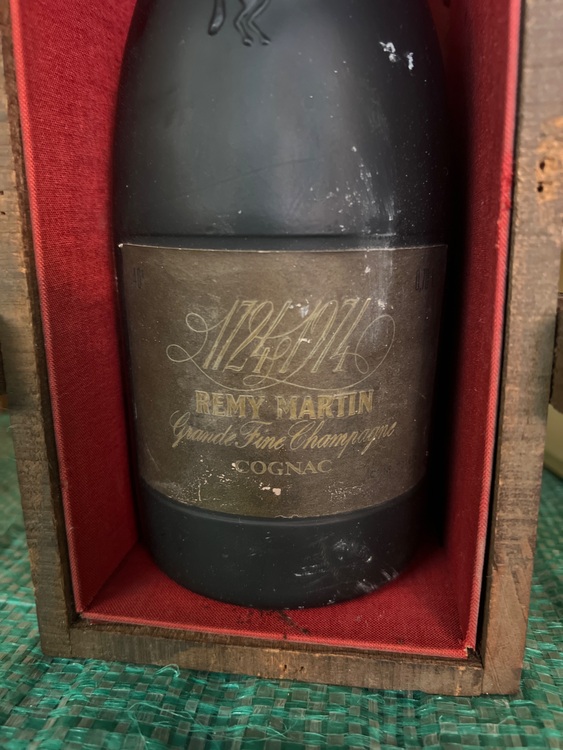 1724-1974
REMY MARTIN
Grande Fine Champagne
COGNAC